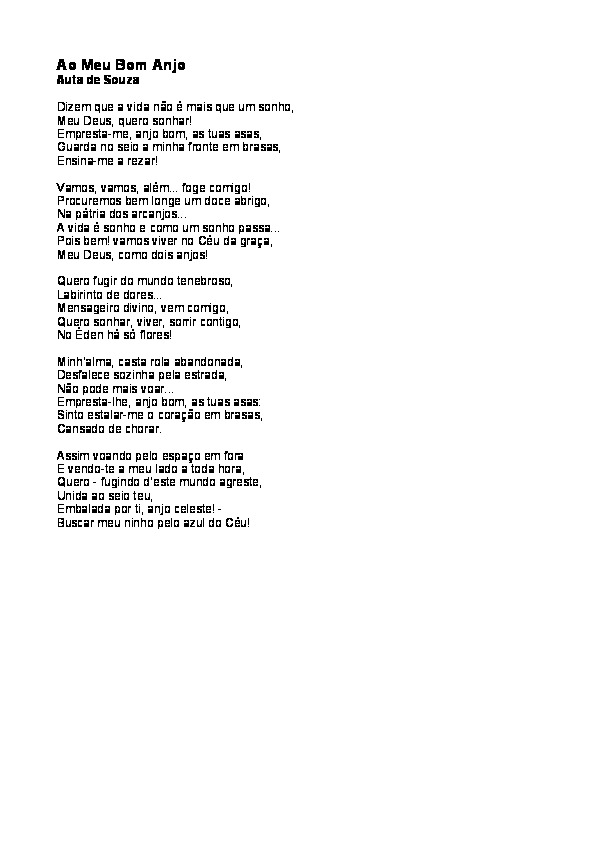 Ao Meu Bom Anjo
Auta de Souza
Dizem que a vida não é mais que um sonho,
Meu Deus, quero sonhar!
Empresta-me, anjo bom, as tuas asas,
Guarda no seio a minha fronte em brasas,
Ensina-me a rezar!
Vamos, vamos, além... foge comigo!
Procuremos bem longe um doce abrigo,
Na pátria dos arcanjos...
A vida é sonho e como um sonho passa...
Pois bem! vamos viver no Céu da graça,
Meu Deus, como dois anjos!
Quero fugir do mundo tenebroso,
Labirinto de dores...
Mensageiro divino, vem comigo,
Quero sonhar, viver, sorrir contigo,
No Éden há só flores!
Minh'alma, casta rola abandonada,
Desfalece sozinha pela estrada,
Não pode mais voar...
Empresta-lhe, anjo bom, as tuas asas:
Sinto estalar-me o coração em brasas,
Cansado de chorar.
Assim voando pelo espaço em fora
E vendo-te a meu lado a toda hora,
Quero - fugindo d'este mundo agreste,
Unida ao seio teu,
Embalada por ti, anjo celeste! -
Buscar meu ninho pelo azul do Céu!